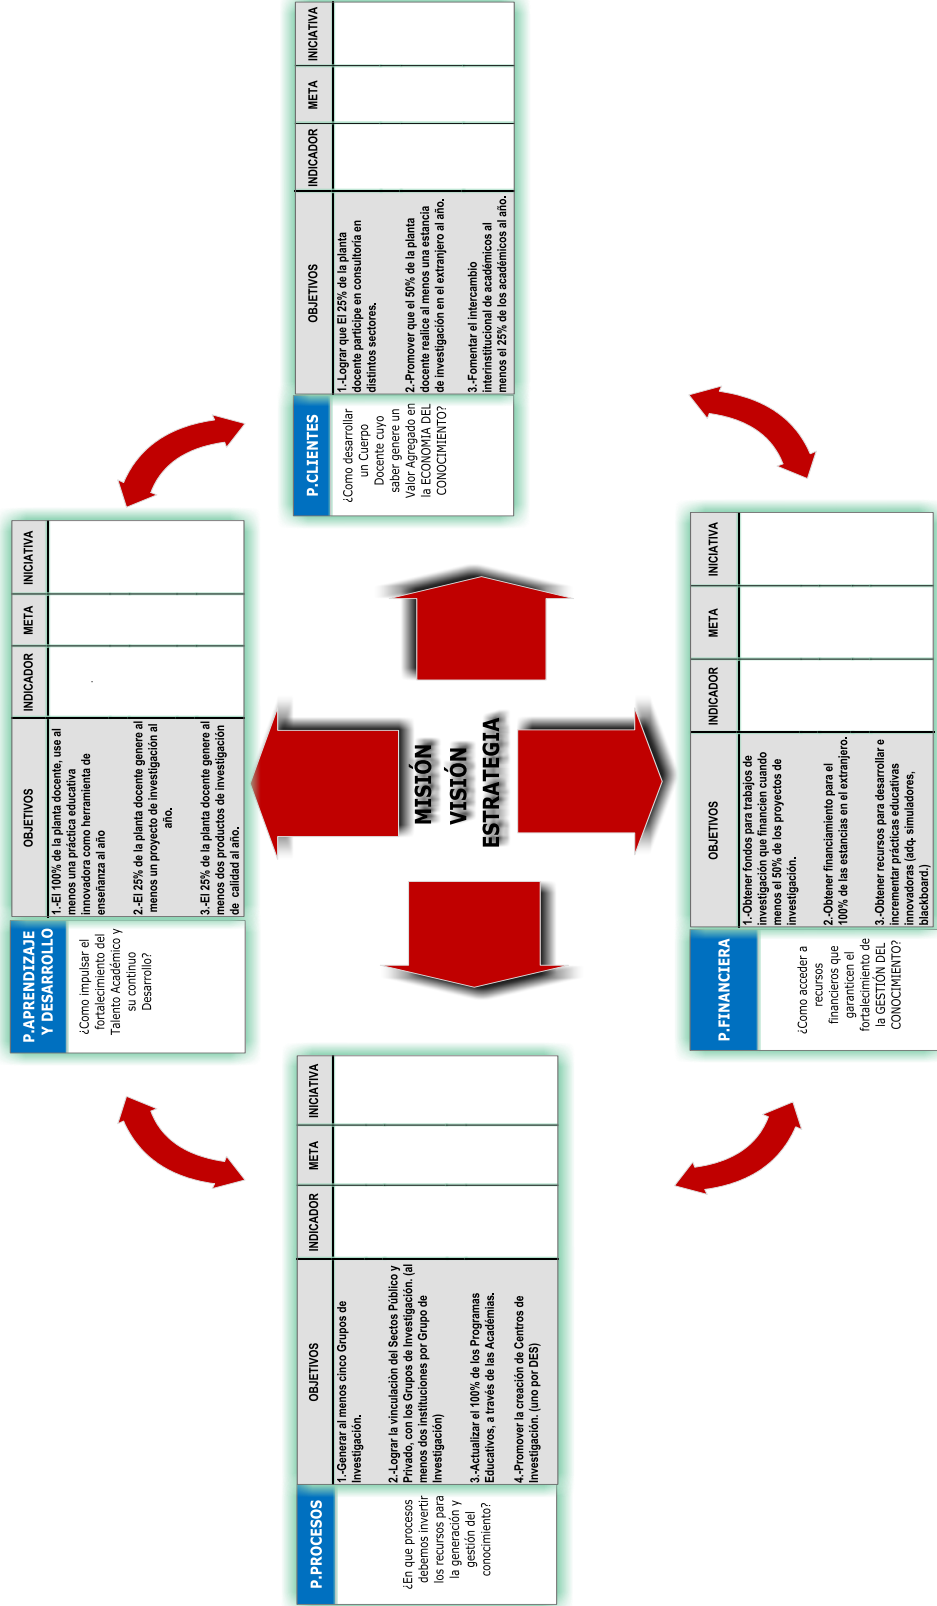 P.APRENDIZAJE
Y DESARROLLO
¿Como impulsar el
fortalecimiento del
Talento Académico y
su continuo
Desarrollo?
OBJETIVOS
INDICADOR
META
INICIATIVA
1.-El 100% de la planta docente, use al
menos una práctica educativa
innovadora como herramienta de
enseñanza al año
2.-El 25% de la planta docente genere al
menos un proyecto de investigación al
año.
3.-El 25% de la planta docente genere al
menos dos productos de investigación
de calidad al año.
P.PROCESOS
¿En que procesos
debemos invertir
los recursos para
la generación y
gestión del
conocimiento?
OBJETIVOS
INDICADOR
META
INICIATIVA
1.-Generar al menos cinco Grupos de
Investigación.
2.-Lograr la vinculaciòn del Sectos Público y
Privado, con los Grupos de Investigación. (al
menos dos instituciones por Grupo de
Investigación)
3.-Actualizar el 100% de los Programas
Educativos, a través de las Académias.
4.-Promover la creación de Centros de
Investigación. (uno por DES)
MISIÓN
VISIÓN
ESTRATEGIA
P.CLIENTES
¿Como desarrollar
un Cuerpo
Docente cuyo
saber genere un
Valor Agregado en
la ECONOMIA DEL
CONOCIMIENTO?
OBJETIVOS
INDICADOR
META
INICIATIVA
1.-Lograr que El 25% de la planta
docente participe en consultoría en
distintos sectores.
2.-Promover que el 50% de la planta
docente realice al menos una estancia
de investigación en el extranjero al año.
3.-Fomentar el intercambio
interinstitucional de académicos al
menos el 25% de los académicos al año.
P.FINANCIERA
¿Como acceder a
recursos
financieros que
garanticen el
fortalecimiento de
la GESTIÓN DEL
CONOCIMIENTO?
OBJETIVOS
INDICADOR
META
INICIATIVA
1.-Obtener fondos para trabajos de
investigación que financien cuando
menos el 50% de los proyectos de
investigación.
2.-Obtener financiamiento para el
100% de las estancias en el extranjero.
3.-Obtener recursos para desarrollar e
incrementar prácticas educativas
innovadoras (adq. simuladores,
blackboard.)